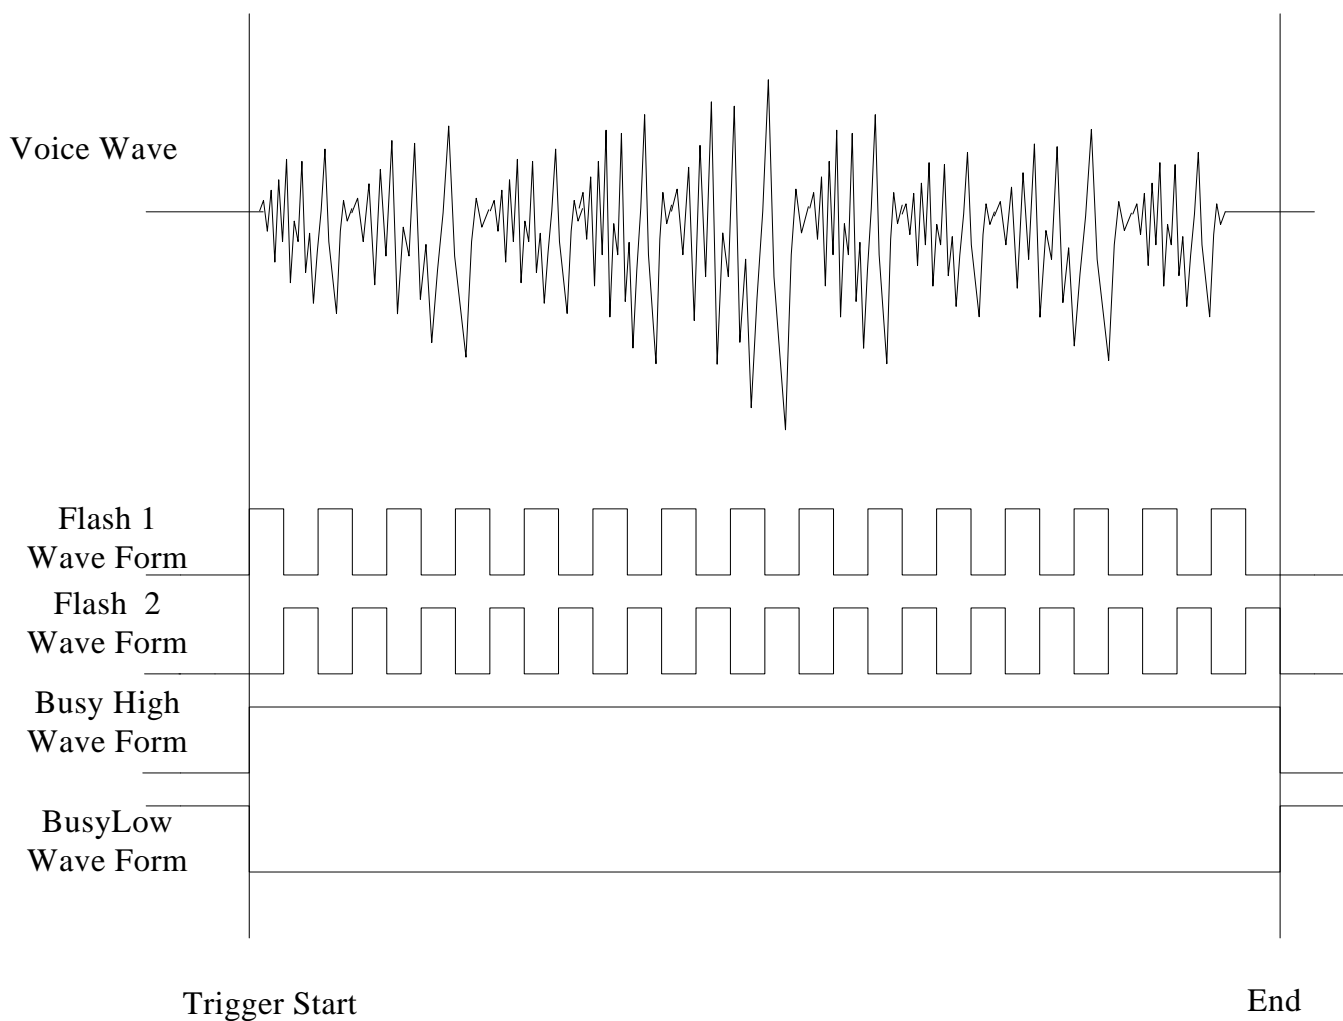 Voice Wave
Flash 1
Wave Form
Flash 2
Wave Form
Busy High
Wave Form
BusyLow
Wave Form
Trigger Start
End